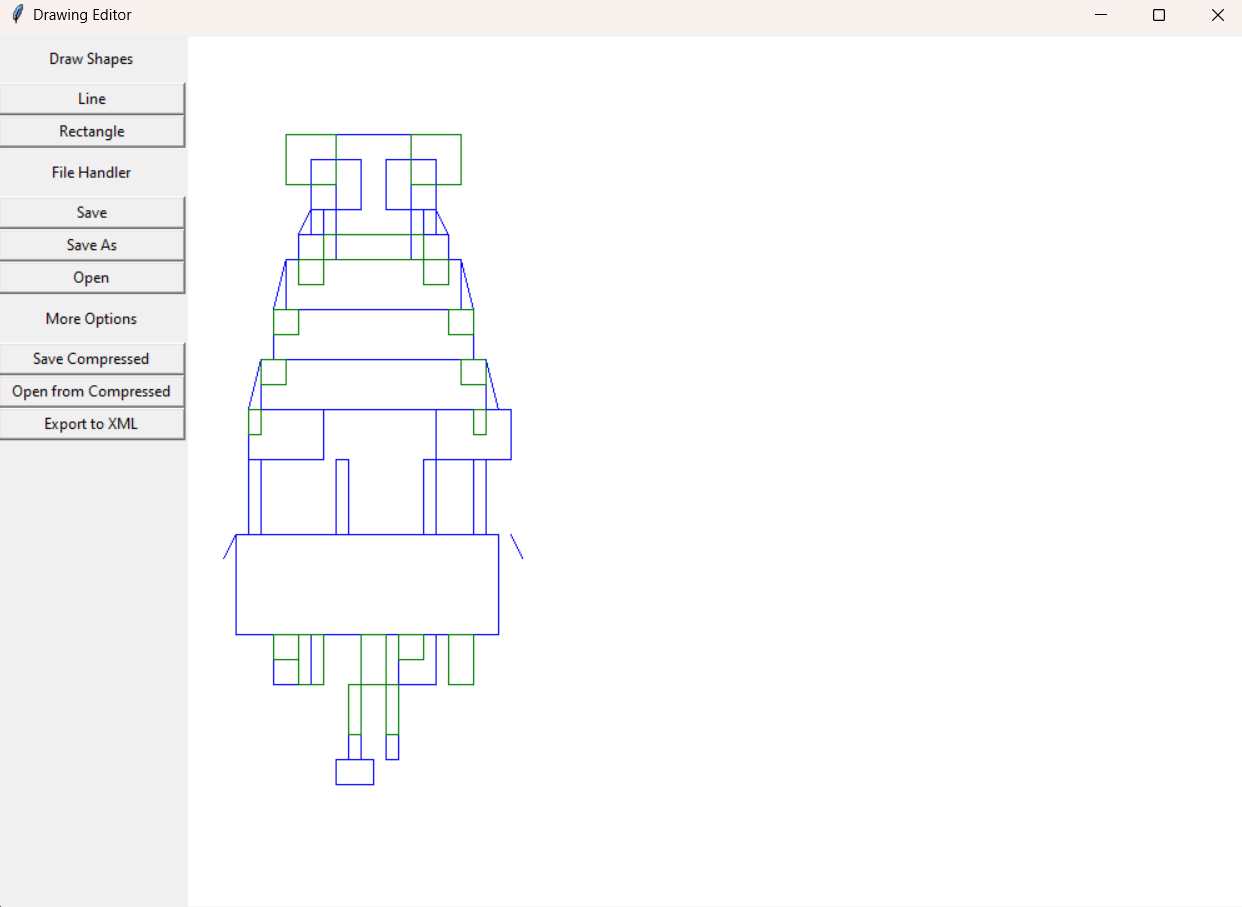 Drawing Editor
Draw Shapes
Line
Rectangle
File Handler
Save
Save As
Open
More Options
Save Compressed
Open from Compressed
Export to XML